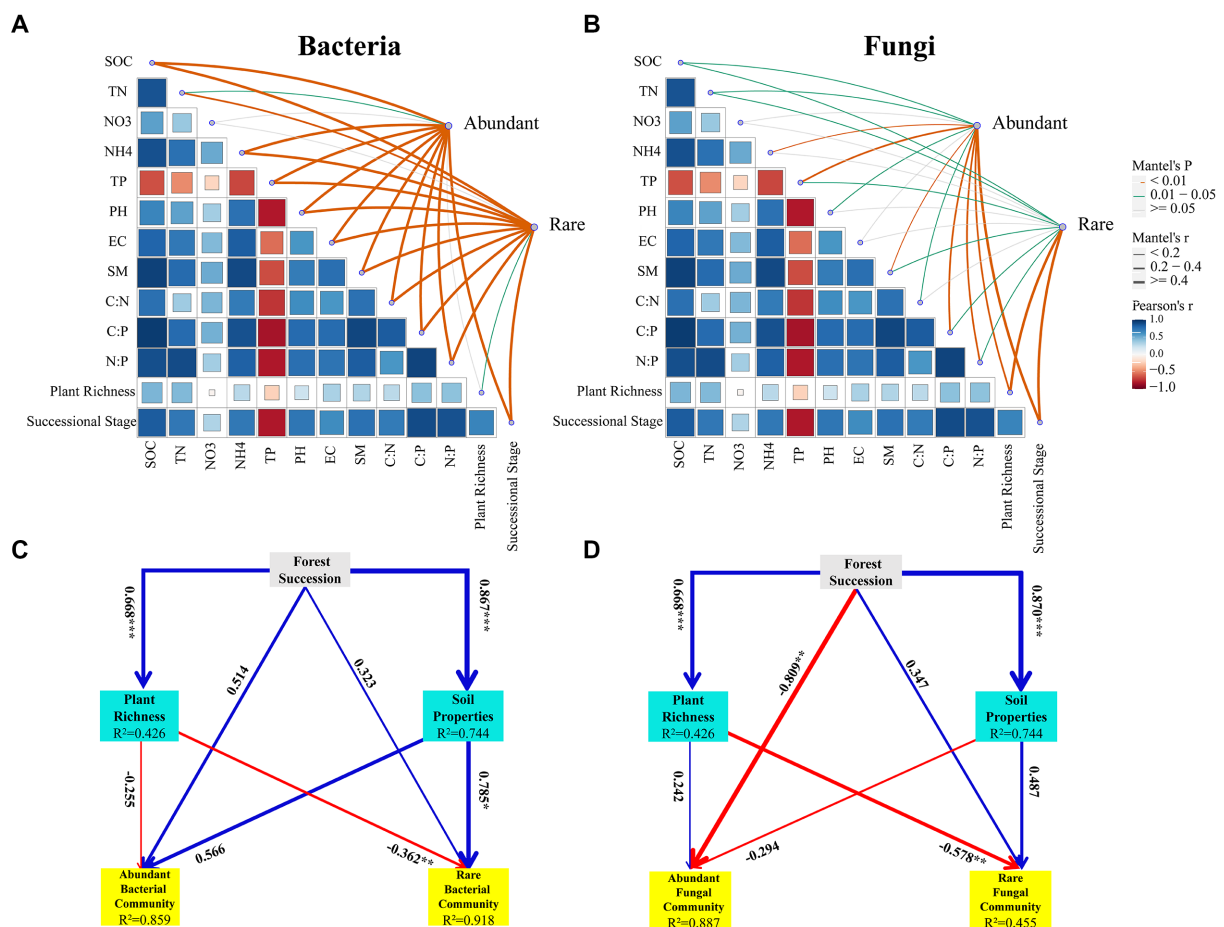 A
Bacteria
SOC
TN
NO3
NH4
TP
PH
EC
SM
C:N
C:P
N:P
Plant Richness
Successional Stage
Abundant
Rare
SOC
TN
NO3
NH4
TP
PH
EC
SM
C:N
C:P
N:P
Plant Richness
Successional Stage
B
Fungi
SOC
TN
NO3
NH4
TP
PH
EC
SM
C:N
C:P
N:P
Plant Richness
Successional Stage
Abundant
Rare
SOC
TN
NO3
NH4
TP
PH
EC
SM
C:N
C:P
N:P
Plant Richness
Successional Stage
Mantel's P
< 0.01
0.01 − 0.05
>= 0.05
Mantel's r
< 0.2
0.2 − 0.4
>= 0.4
Pearson's r
1.0
0.5
0.0
−0.5
−1.0
C
Forest
Succession
0.668***
0.867***
0.514
0.323
Plant
Richness
R²=0.426
Soil
Properties
R²=0.744
-0.255
0.785*
0.566
-0.362**
Abundant
Bacterial
Community
R²=0.859
Rare
Bacterial
Community
R²=0.918
D
Forest
Succession
0.668***
0.870***
-0.809**
0.347
Plant
Richness
R²=0.426
Soil
Properties
R²=0.744
0.242
0.487
-0.294
-0.578**
Abundant
Fungal
Community
R²=0.887
Rare
Fungal
Community
R²=0.455